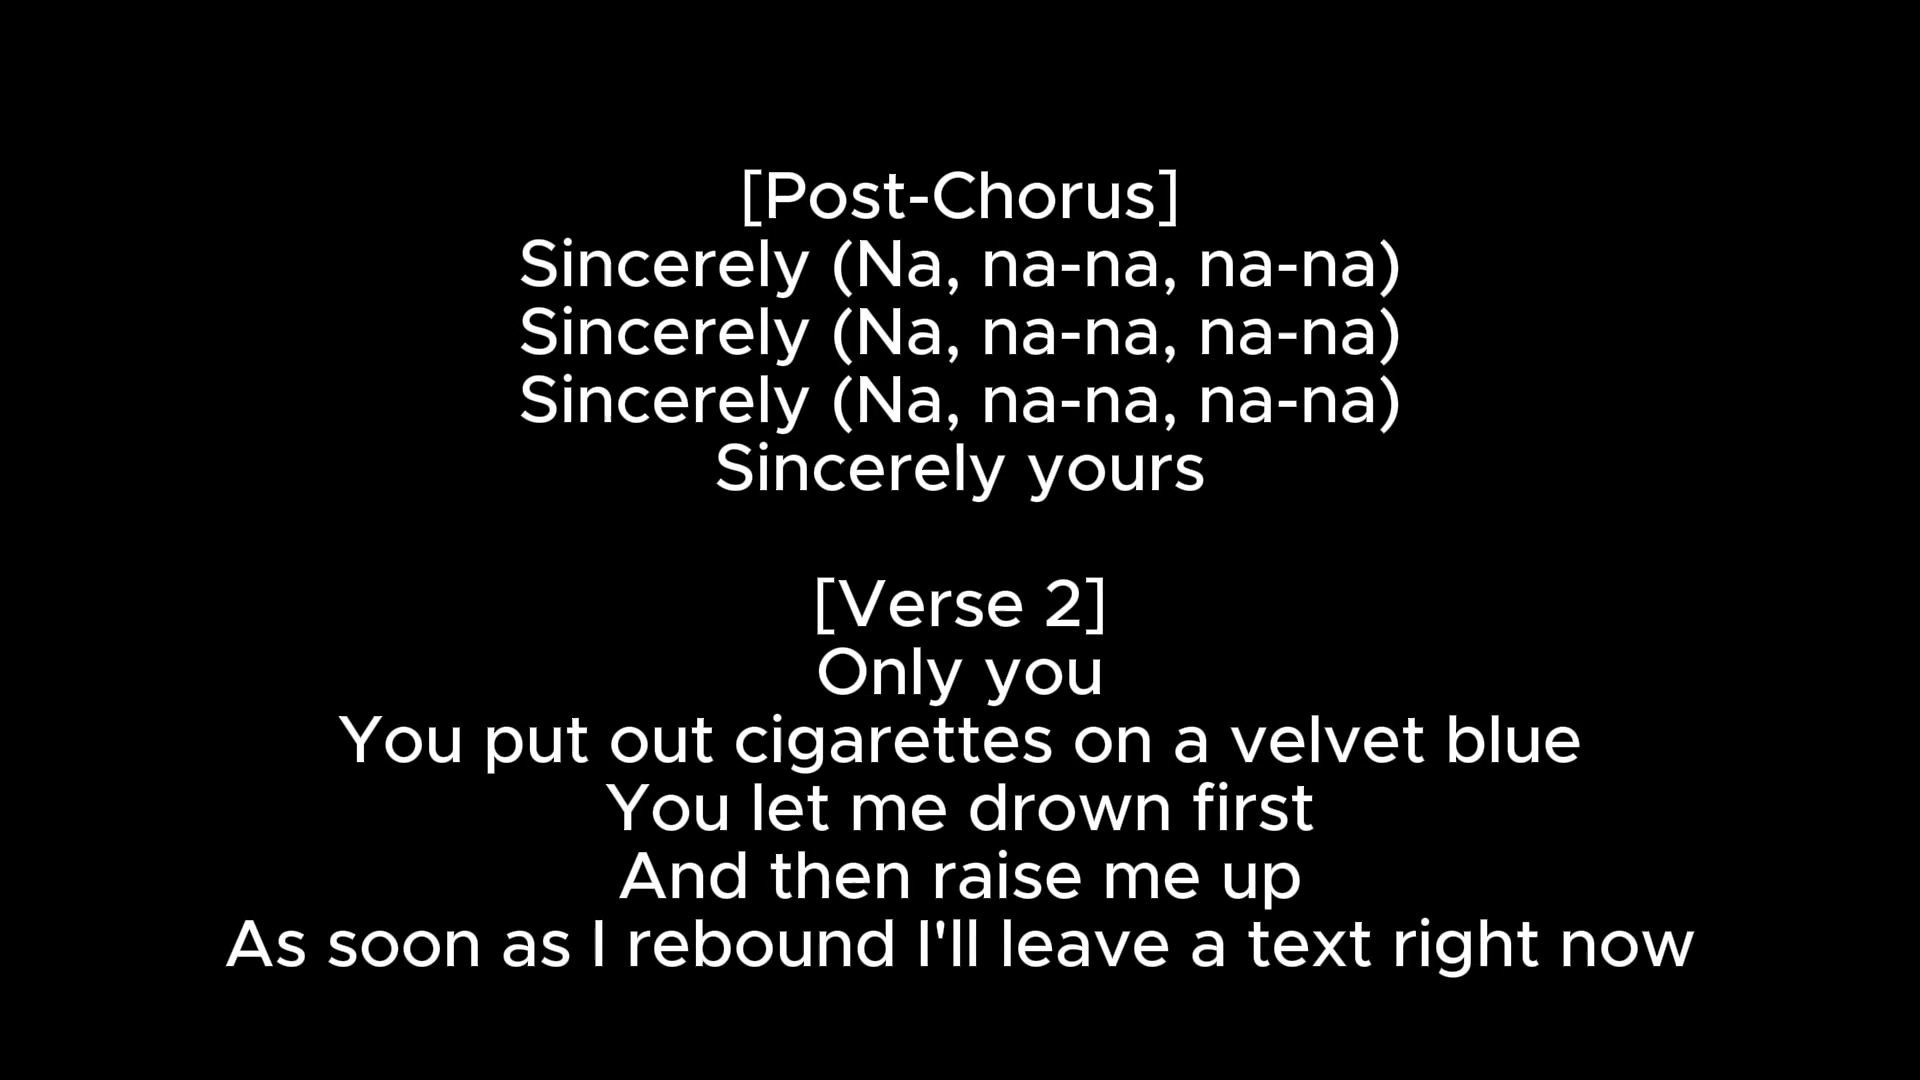 [Post-Chorus]
Sincerely (Na, na-na, na-na)
Sincerely (Na, na-na, na-na)
Sincerely (Na, na-na, na-na)
Sincerely yours
[Verse 2]
Only you
You put out cigarettes on a velvet blue
You let me drown first
And then raise me up
As soon as I rebound I'll leave a text right now